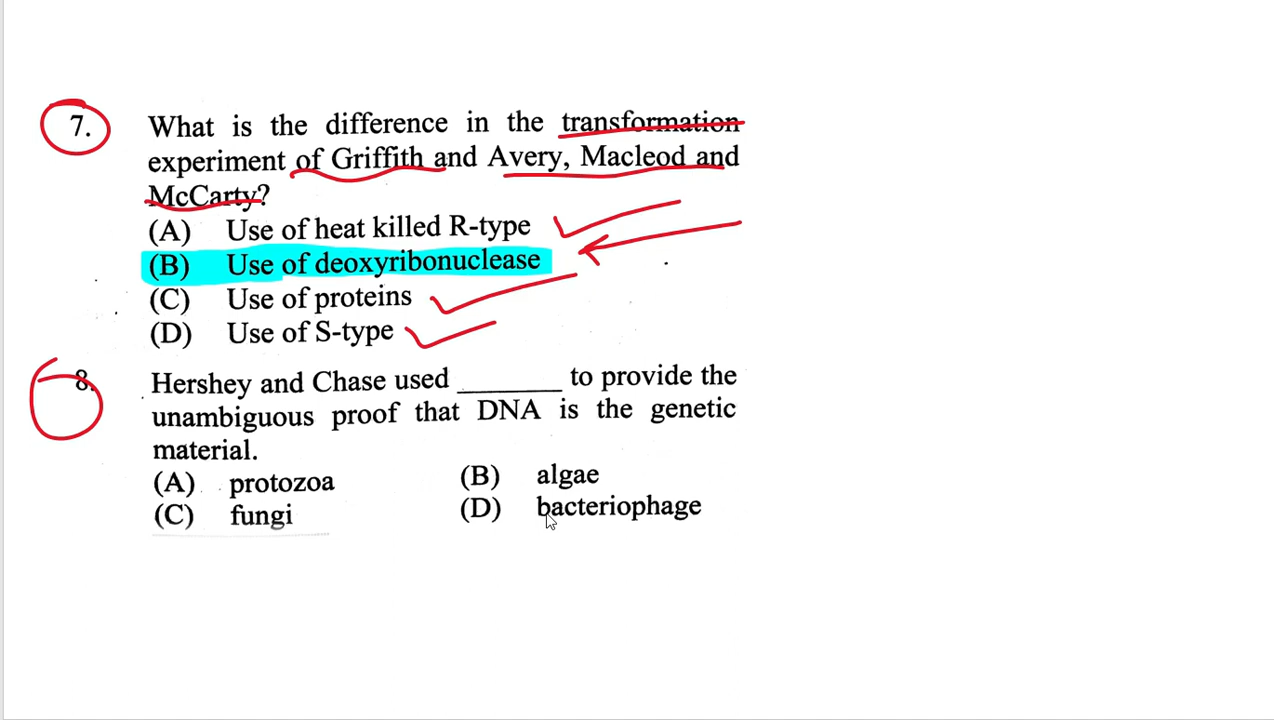 7. What is the difference in the transformation
experiment of Griffith and Avery, Macleod and
McCarty?
(A) Use of heat killed R-type
(B) Use of deoxyribonuclease
(C) Use of proteins
(D) Use of S-type
8. Hershey and Chase used ________ to provide the
unambiguous proof that DNA is the genetic
material.
(A) protozoa (B) algae
(C) fungi (D) bacteriophage